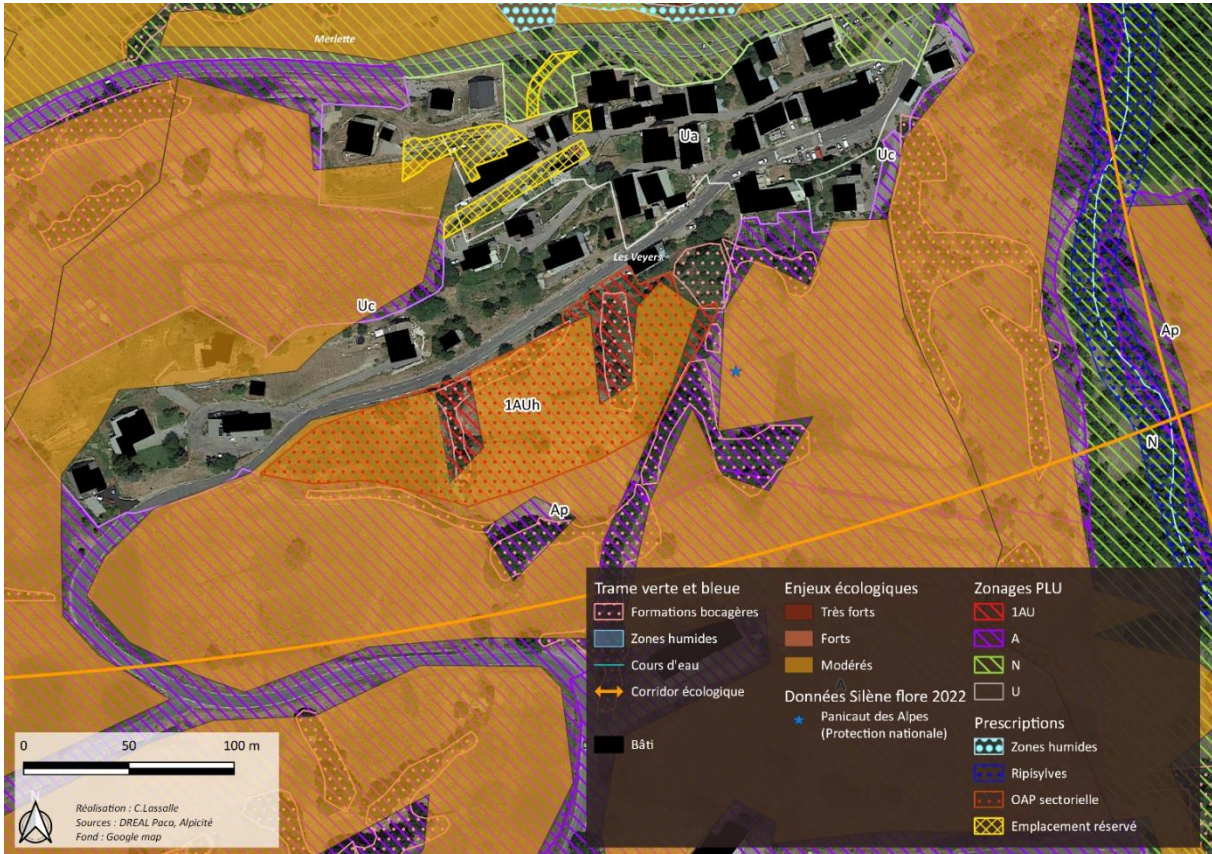 Merlette
Ua
Uc
Les Veyers
Uc
Ap
1AUh
N
Ap
Trame verte et bleue
Formations bocagères
Zones humides
Cours d'eau
Corridor écologique
Bâti
Enjeux écologiques
Très forts
Forts
Modérés
A
Données Silène flore 2022
Panicaut des Alpes
(Protection nationale)
Zonages PLU
1AU
A
N
U
Prescriptions
Zones humides
Ripisylves
OAP sectorielle
Emplacement réservé
0 50 100 m
N
Réalisation : C.Lassalle
Sources : DREAL Paca, Alpicité
Fond : Google map